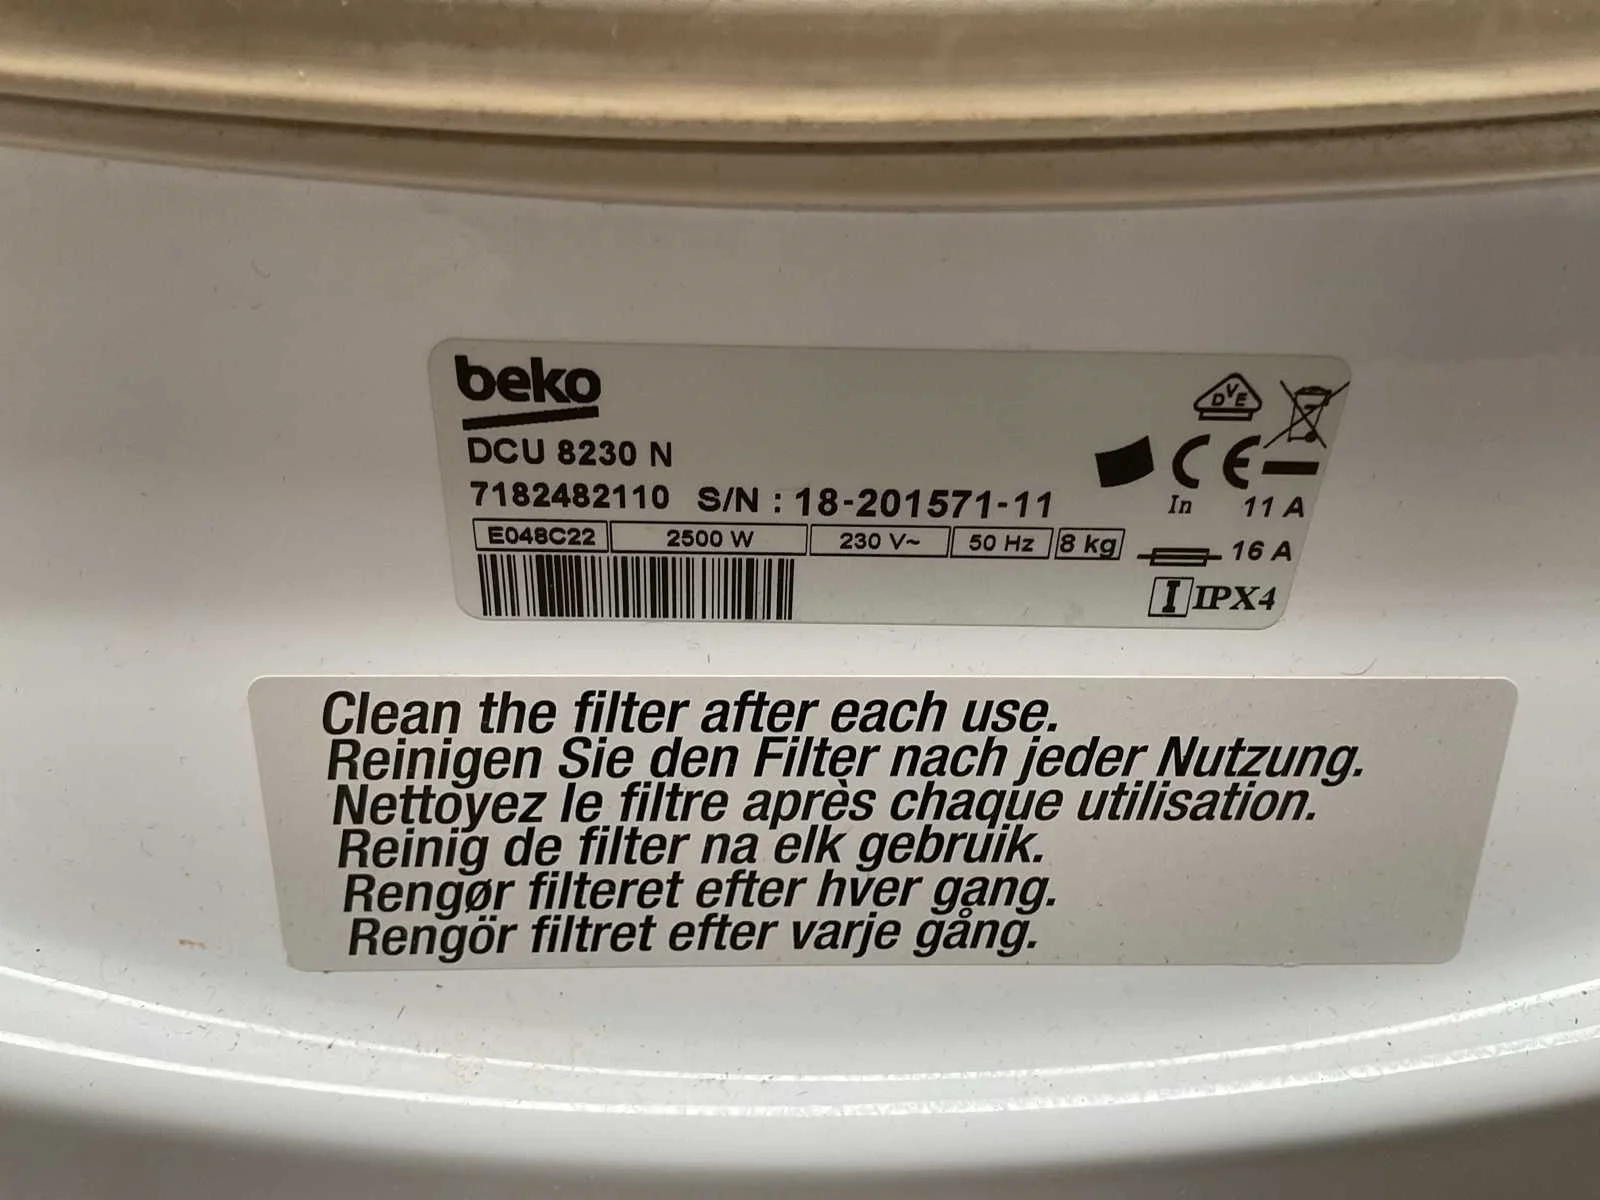 beko
DCU 8230 N
7182482110 S/N : 18-201571-11
E048C22 2500 W 230 V~ 50 Hz 8 kg
DVE
CE
In 11 A
16 A
I IPX4
Clean the filter after each use.
Reinigen Sie den Filter nach jeder Nutzung.
Nettoyez le filtre après chaque utilisation.
Reinig de filter na elk gebruik.
Rengør filteret efter hver gang.
Rengör filtret efter varje gång.